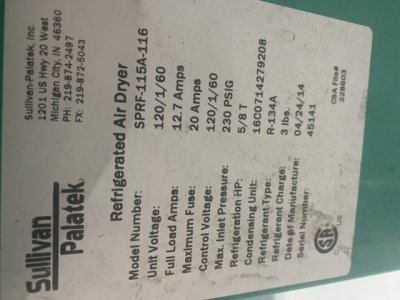 Sullivan
Palatek
Sullivan-Palatek, Inc
1201 US Hwy 20 West
Michigan City, IN 46360
PH: 219-874-2497
FX: 219-872-5043
Refrigerated Air Dryer
Model Number: SPRF-115A-116
Unit Voltage: 120/1/60
Full Load Amps: 12.7 Amps
Maximum Fuse: 20 Amps
Control Voltage: 120/1/60
Max. Inlet Pressure: 230 PSIG
Refrigeration HP: 5/8 T
Condensing Unit: 16C0714279208
Refrigerant Type: R-134A
Refrigerant Charge: 3 lbs.
Date of Manufacture: 04/24/14
Serial Number: 45141
C US
CSA File#
228603